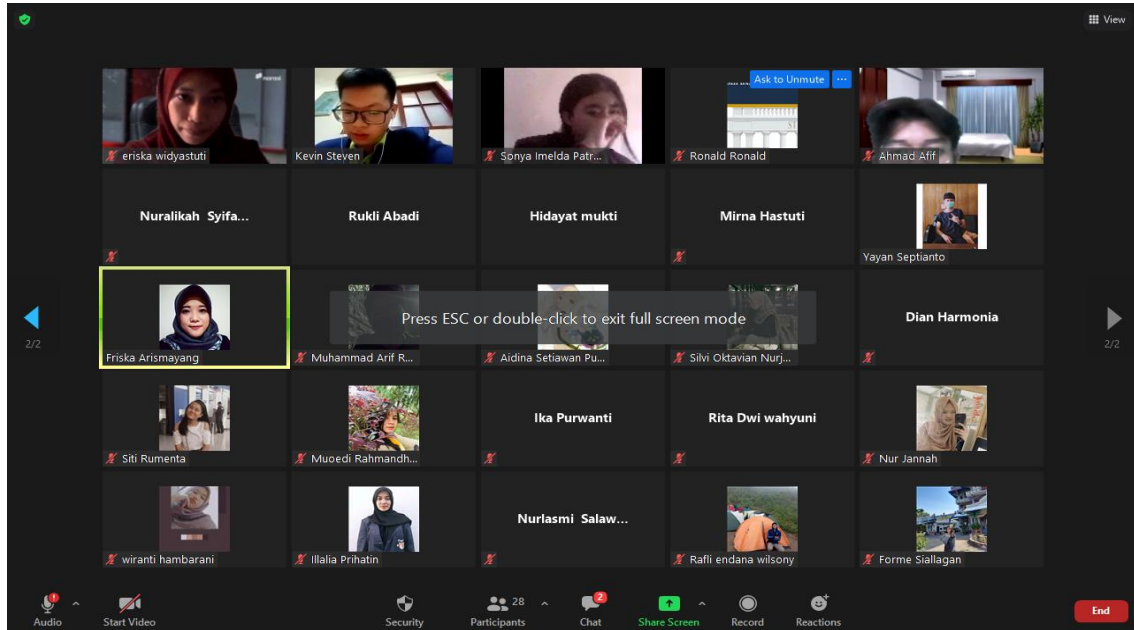 View
Ask to Unmute ...
eriska widyastuti
Kevin Steven
Sonya Imelda Patr...
Ronald Ronald
Ahmad Afif
Nuralikah Syifa...
Rukli Abadi
Hidayat mukti
Mirna Hastuti
Yayan Septianto
Press ESC or double-click to exit full screen mode
2/2
2/2
Friska Arismayang
Muhammad Arif R...
Aidina Setiawan Pu...
Silvi Oktavian Nurj...
Dian Harmonia
Siti Rumenta
Muoedi Rahmandh...
Ika Purwanti
Rita Dwi wahyuni
Nur Jannah
wiranti hambarani
Illalia Prihatin
Nurlasmi Salaw...
Rafli endana wilsony
Forme Siallagan
Audio
Start Video
Security
28
Participants
2
Chat
Share Screen
Record
Reactions
End